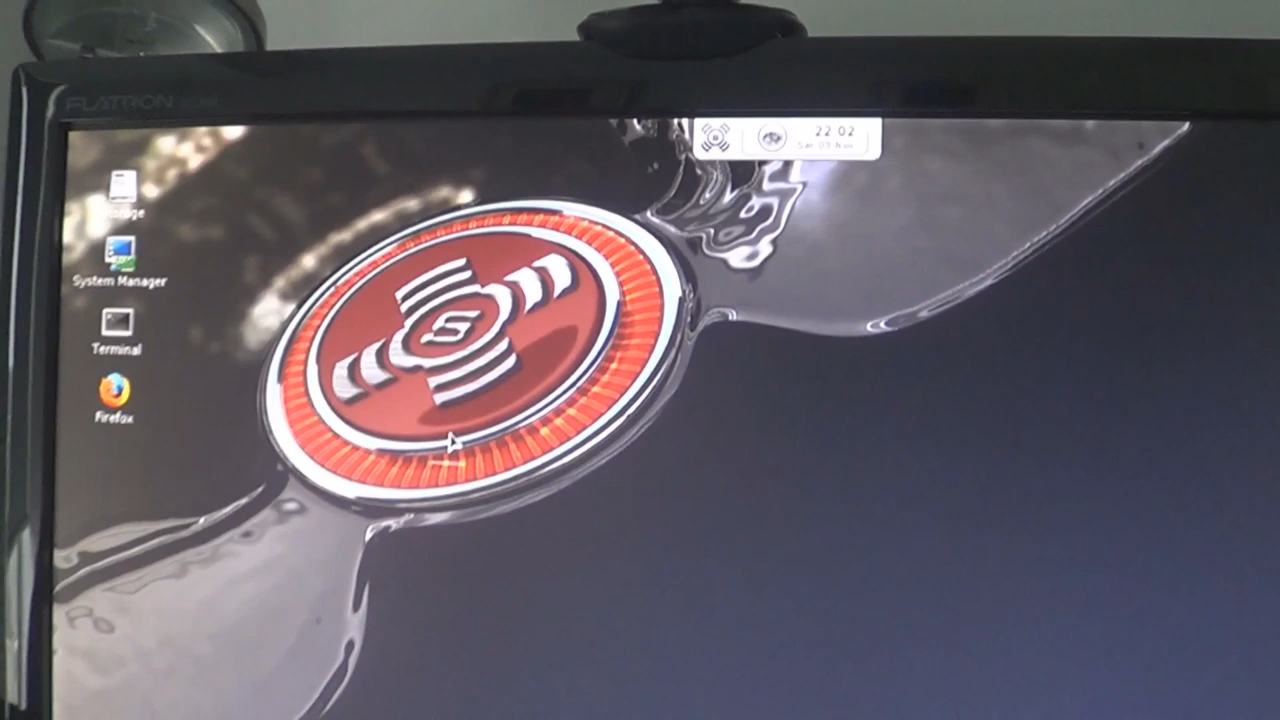 FLATRON
22 02
System Manager
Terminal
Firefox
S